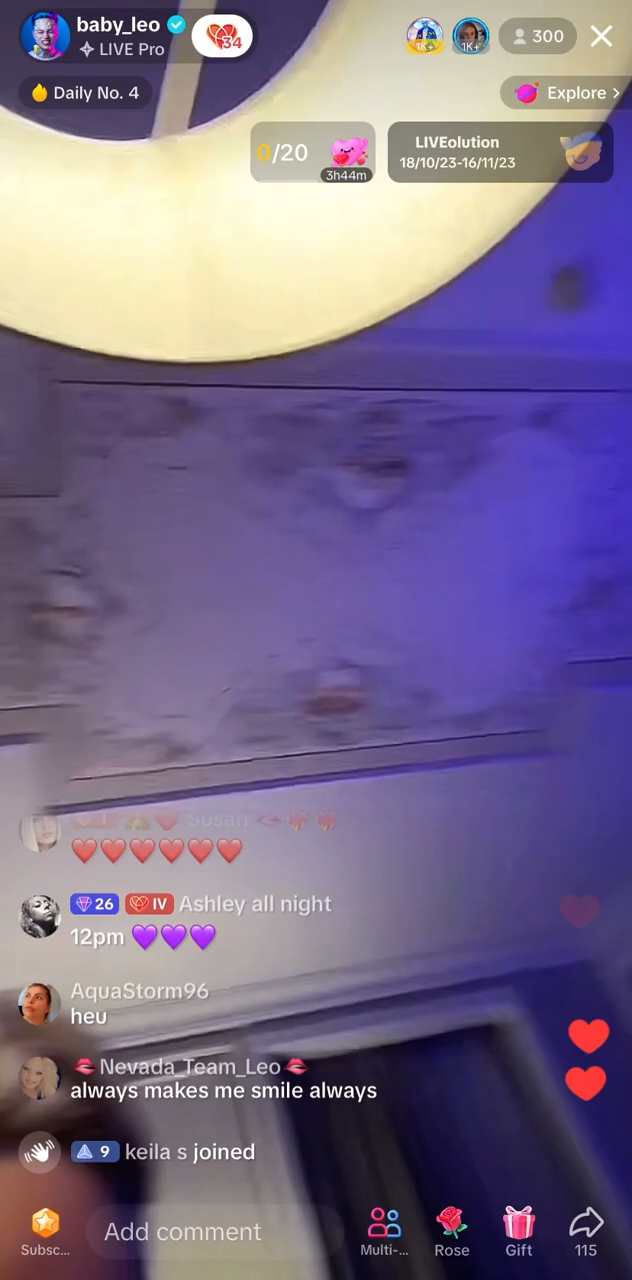 baby_leo
34
LIVE Pro
1K+
1K+
300
Daily No. 4
Explore
0/20
3h44m
LIVEolution
18/10/23-16/11/23
Susan
26 IV Ashley all night
12pm
AquaStorm96
heu
Nevada_Team_Leo
always makes me smile always
9 keila s joined
Add comment
Subsc...
Multi-...
Rose
Gift
115